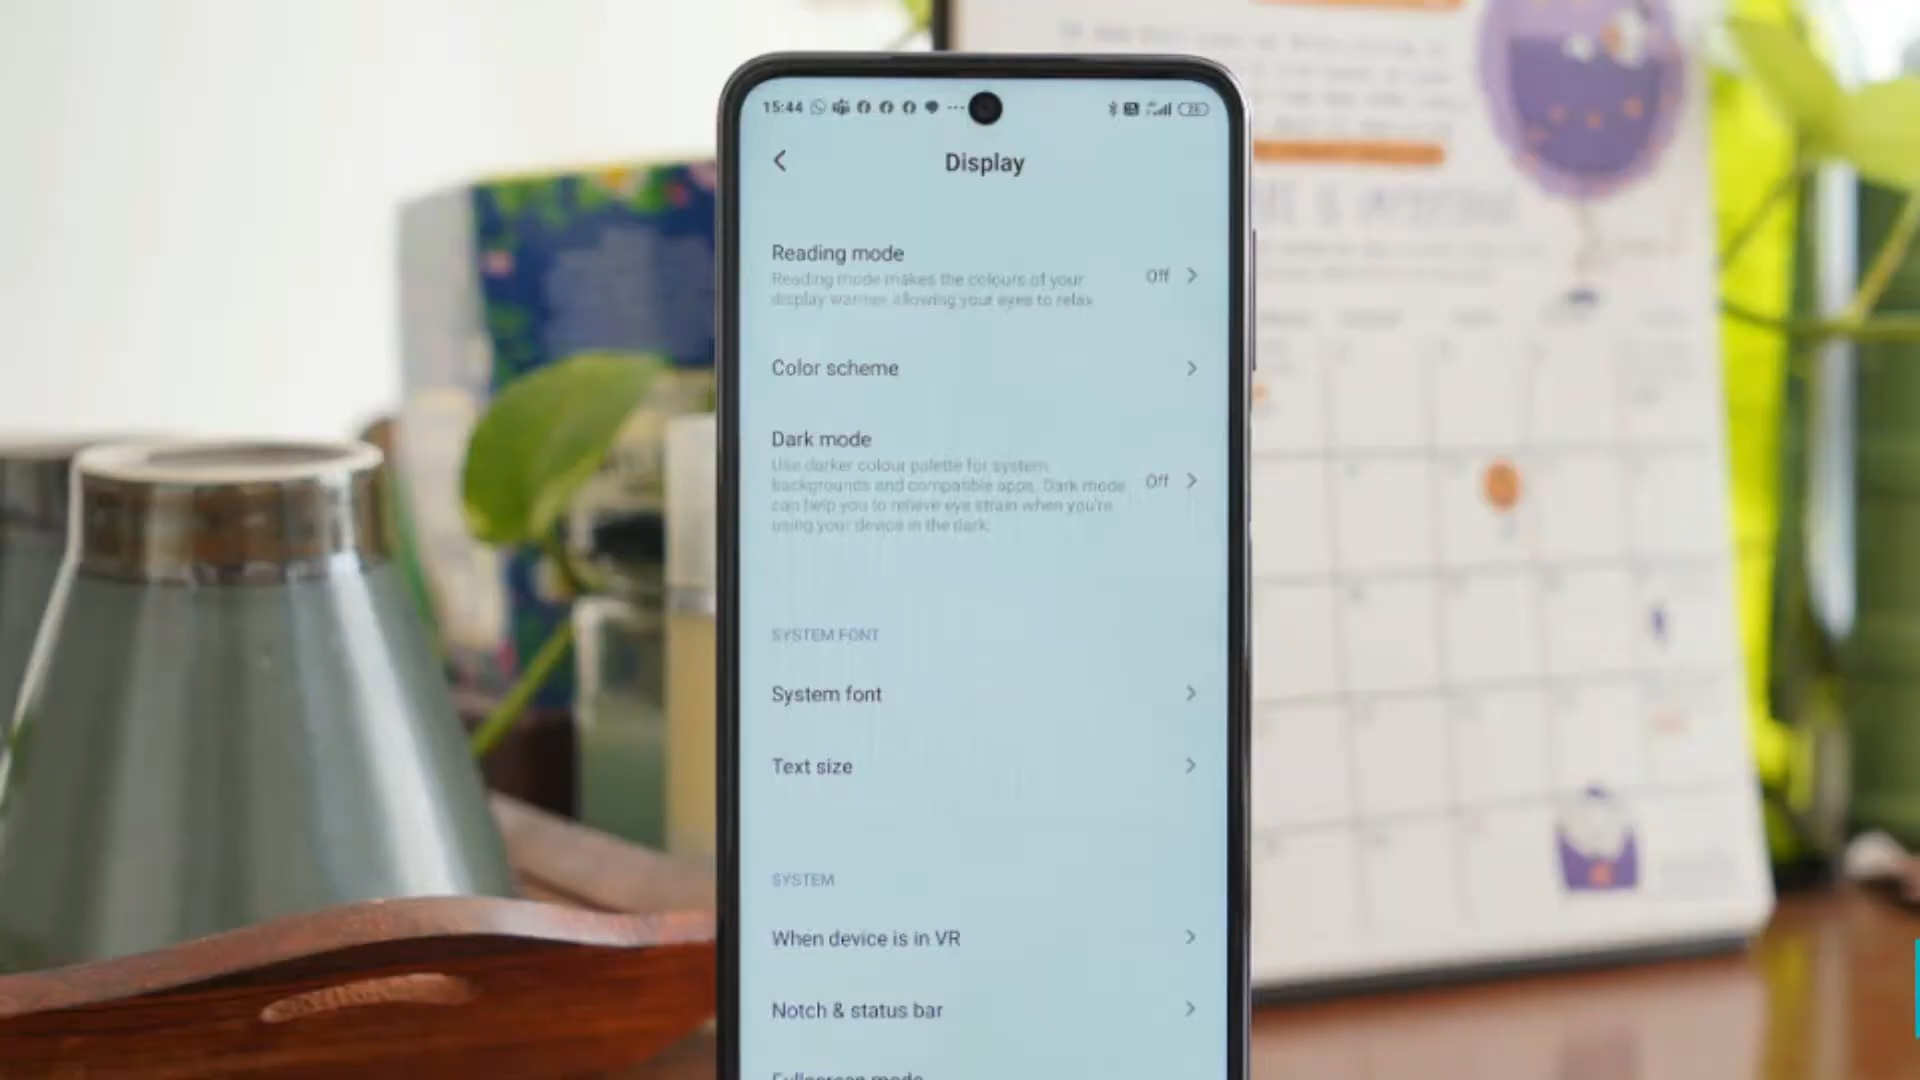 15:44
Display
Reading mode
Reading mode makes the colours of your
display warmer allowing your eyes to relax
Off
Color scheme
Dark mode
Use darker colour palette for system
backgrounds and compatible apps. Dark mode
can help you to relieve eye strain when you're
using your device in the dark.
Off
SYSTEM FONT
System font
Text size
SYSTEM
When device is in VR
Notch & status bar
Fullscreen mode